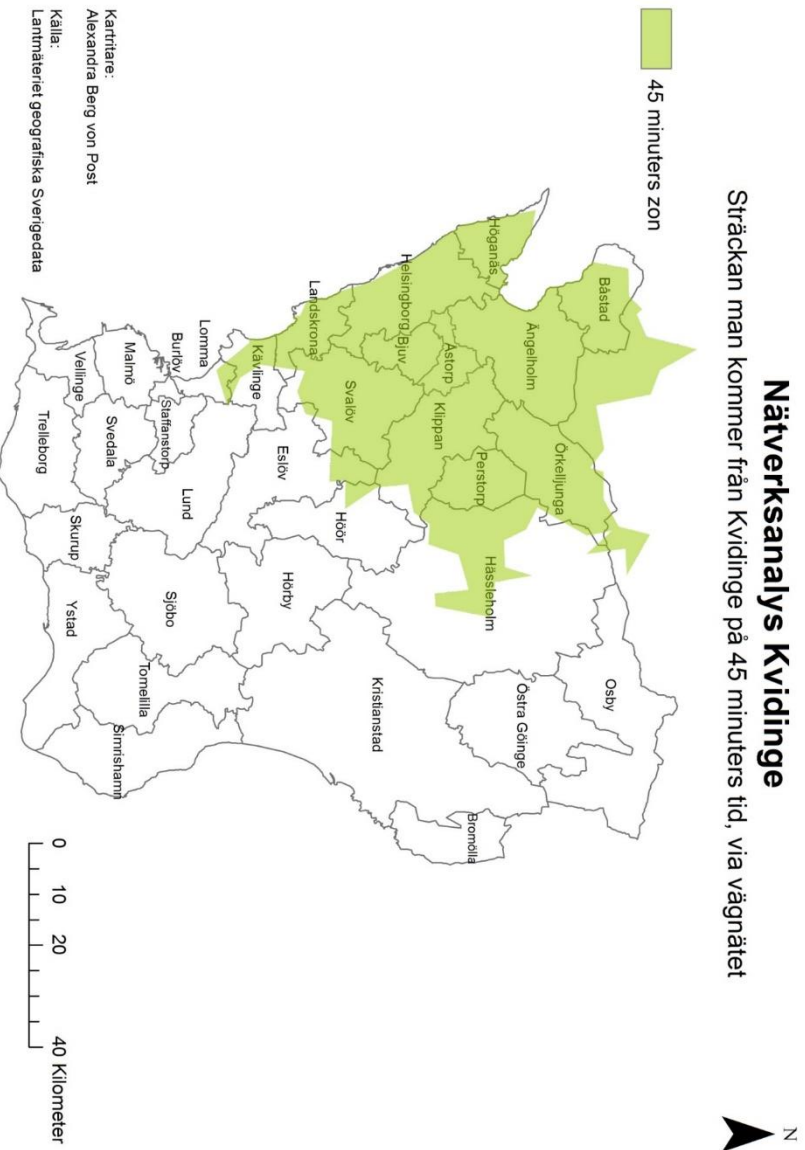 Nätverksanalys Kvidinge
Sträckan man kommer från Kvidinge på 45 minuters tid, via vägnätet
N
45 minuters zon
Båstad
Osby
Örkelljunga
Ängelholm
Östra Göinge
Höganäs
Hässleholm
Perstorp
Bromölla
Åstorp
Klippan
Helsingborg
Bjuv
Kristianstad
Svalöv
Höör
Landskrona
Hörby
Eslöv
Kävlinge
Lomma
Lund
Sjöbo
Burlöv
Staffanstorp
Tomelilla
Malmö
Simrishamn
Svedala
Vellinge
Skurup
Ystad
Trelleborg
Kartritare:
Alexandra Berg von Post
Källa:
Lantmäteriet geografiska Sverigedata
0 10 20 40 Kilometer